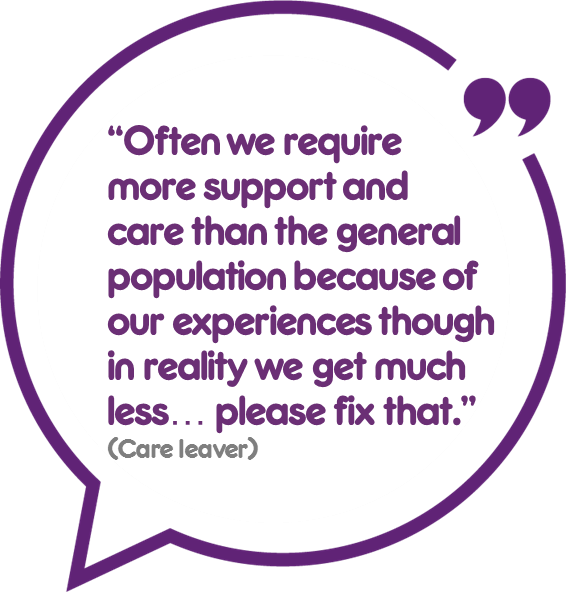 “Often we require
more support and
care than the general
population because of
our experiences though
in reality we get much
less… please fix that.”
(Care leaver)